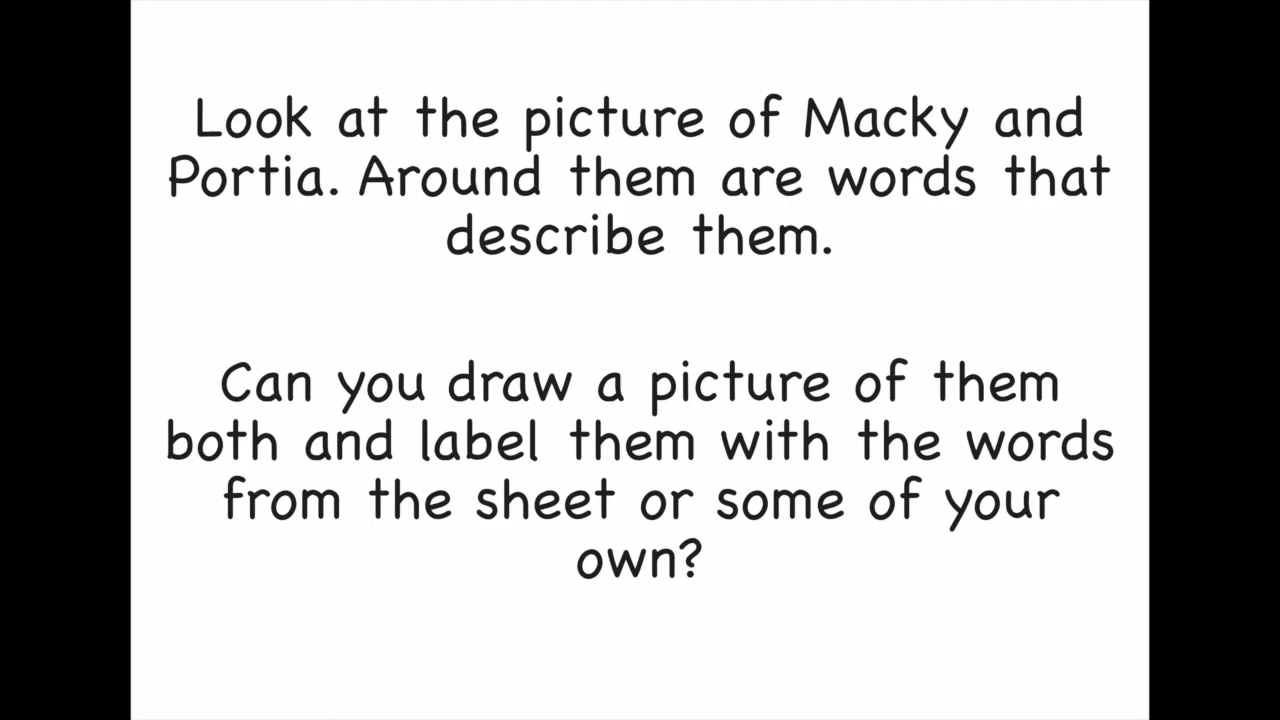 Look at the picture of Macky and
Portia. Around them are words that
describe them.
Can you draw a picture of them
both and label them with the words
from the sheet or some of your
own?